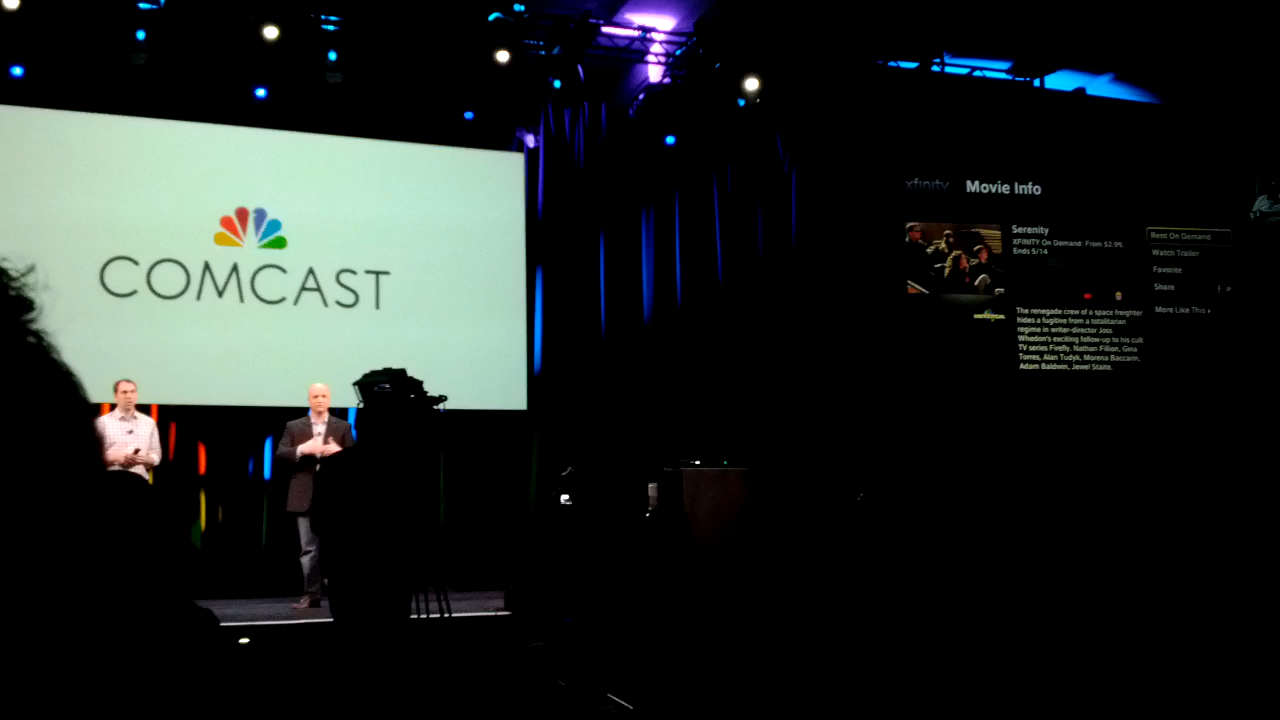 COMCAST
xfinity Movie Info
Serenity
XFINITY On Demand: From $2.99,
Ends 5/14
UNIVERSAL
The renegade crew of a space freighter
hides a fugitive from a totalitarian
regime in writer-director Joss
Whedon's exciting follow-up to his cult
TV series Firefly. Nathan Fillion, Gina
Torres, Alan Tudyk, Morena Baccarin,
Adam Baldwin, Jewel Staite.
Rent On Demand
Watch Trailer
Favorite
Share
More Like This ›